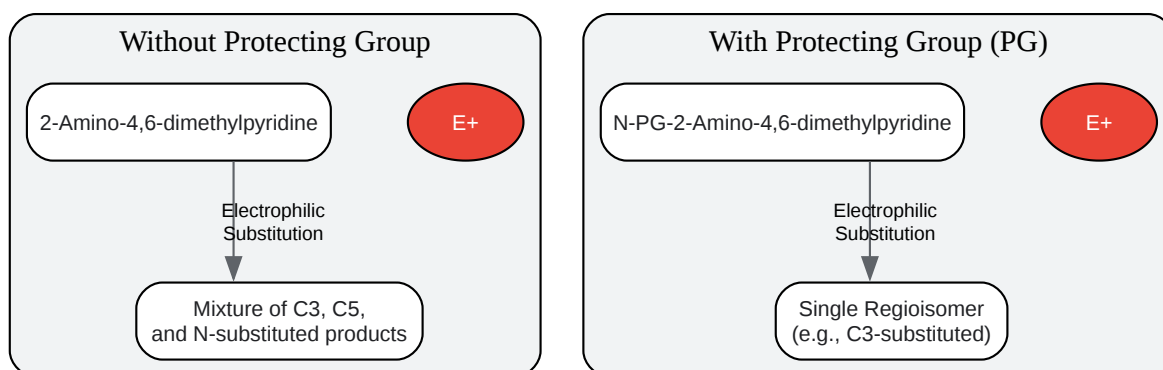 Without Protecting Group
2-Amino-4,6-dimethylpyridine
E+
Electrophilic
Substitution
Mixture of C3, C5,
and N-substituted products
With Protecting Group (PG)
N-PG-2-Amino-4,6-dimethylpyridine
E+
Electrophilic
Substitution
Single Regioisomer
(e.g., C3-substituted)